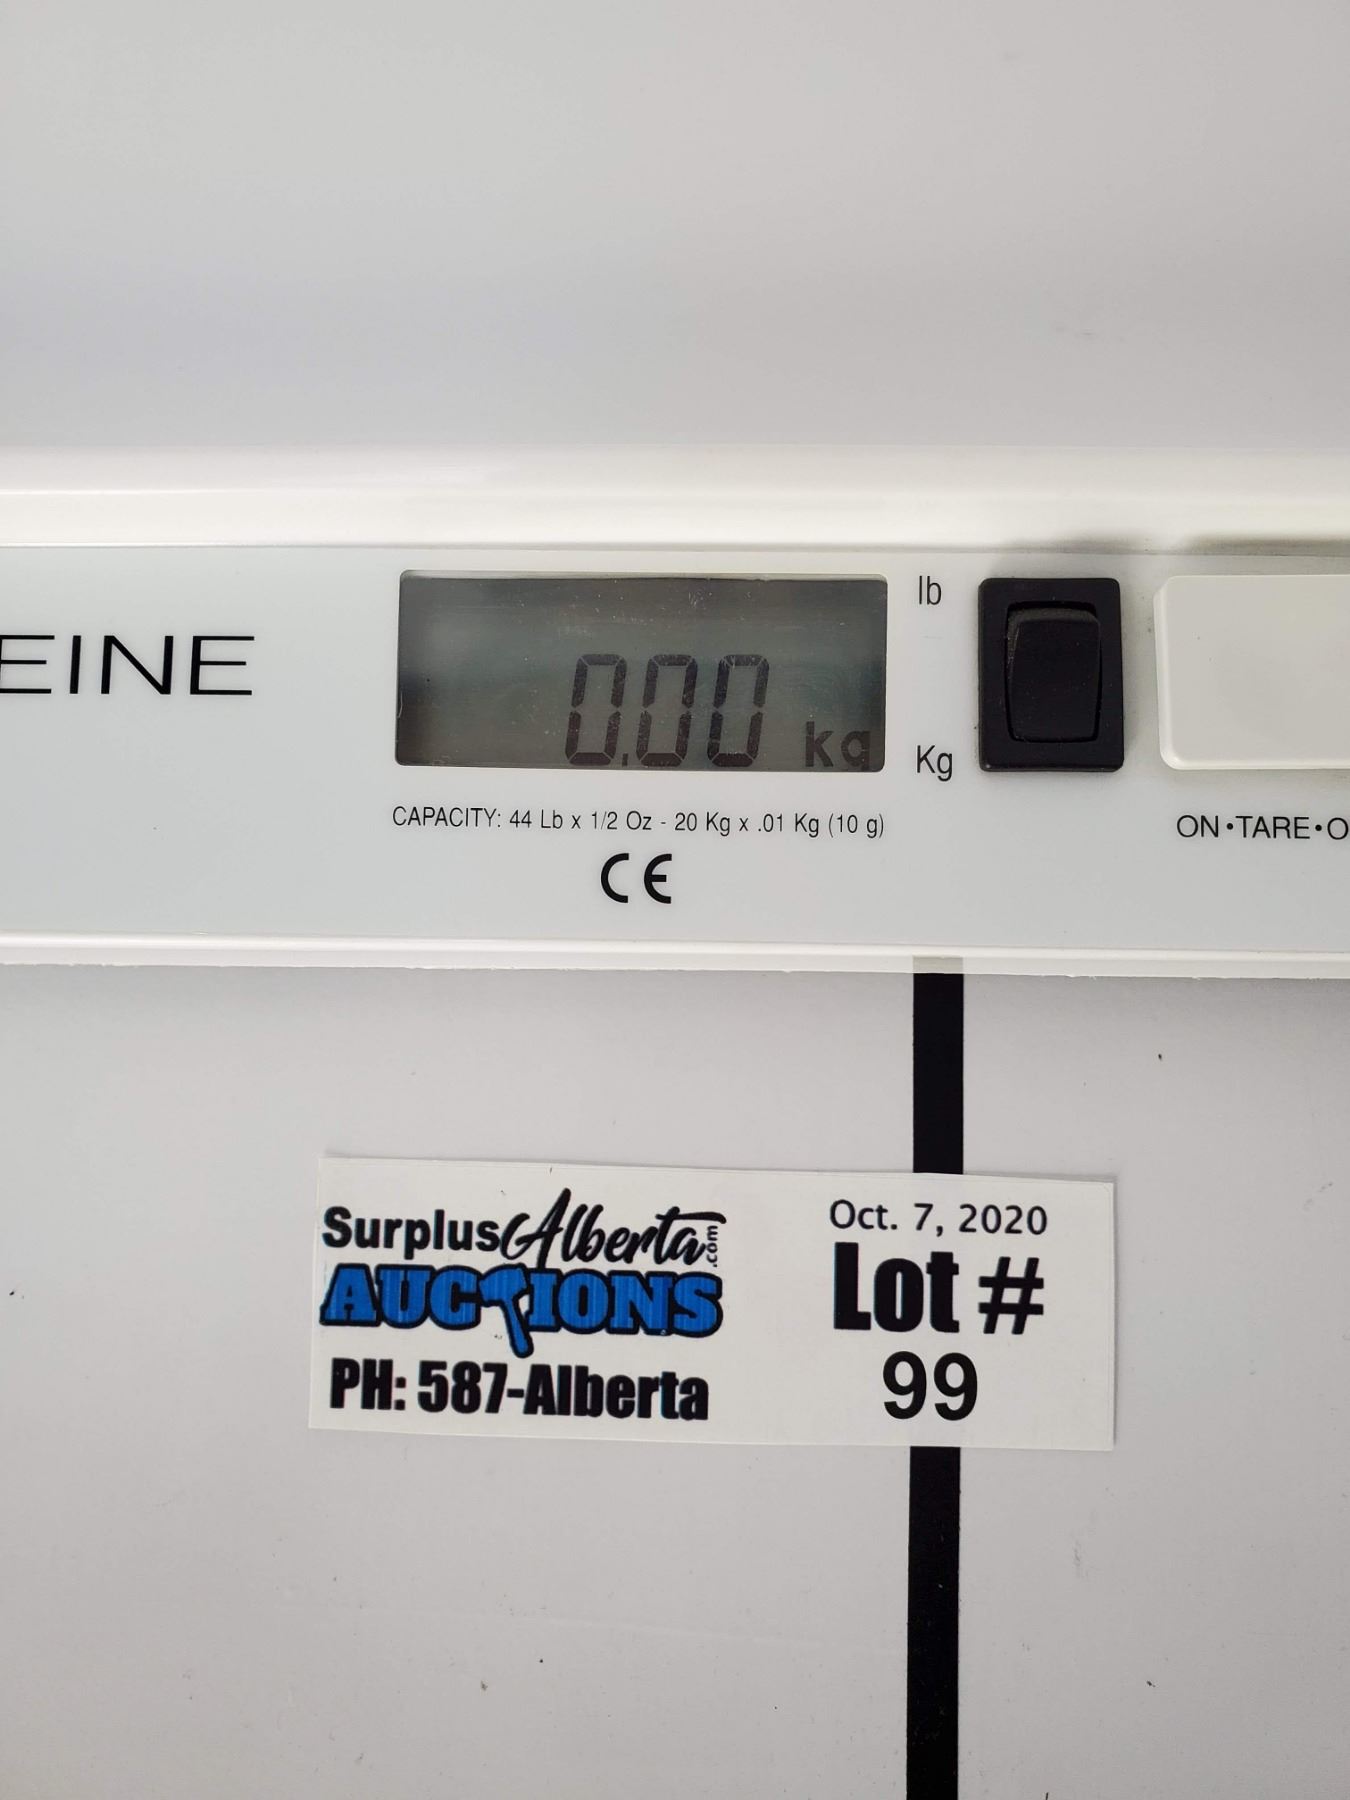 EINE
0.00 kg
lb
Kg
CAPACITY: 44 Lb x 1/2 Oz - 20 Kg x .01 Kg (10 g)
CE
ON•TARE•O
SurplusAlberta.com
AUCTIONS
PH: 587-Alberta
Oct. 7, 2020
Lot #
99